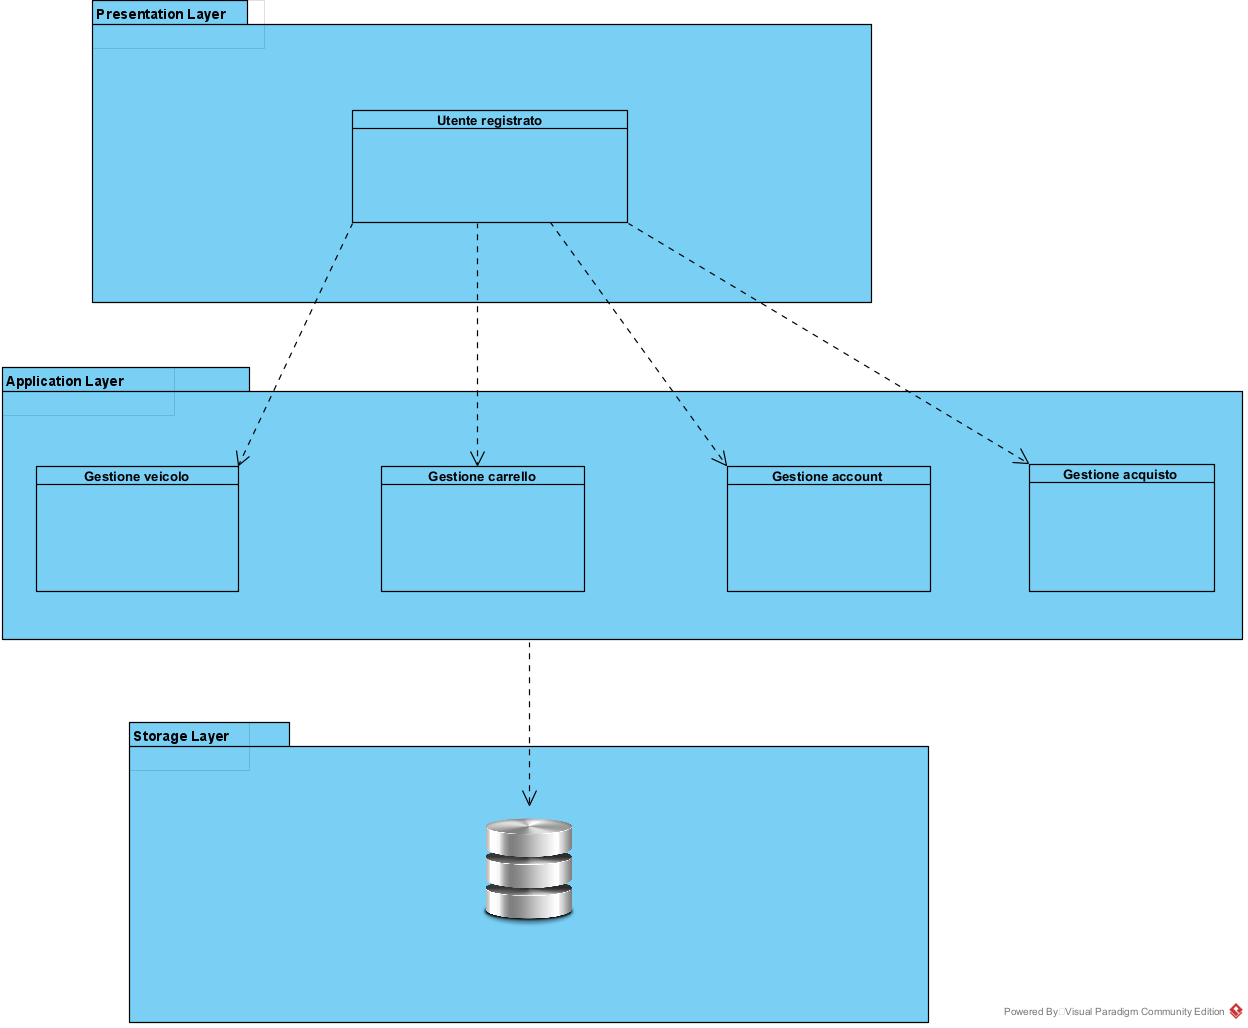 Presentation Layer
Utente registrato
Application Layer
Gestione veicolo
Gestione carrello
Gestione account
Gestione acquisto
Storage Layer
Powered By Visual Paradigm Community Edition